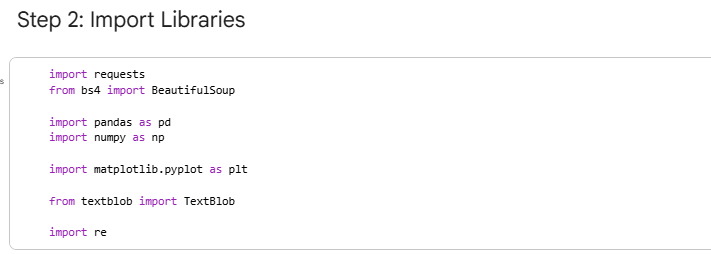 Step 2: Import Libraries
s
import requests
from bs4 import BeautifulSoup
import pandas as pd
import numpy as np
import matplotlib.pyplot as plt
from textblob import TextBlob
import re